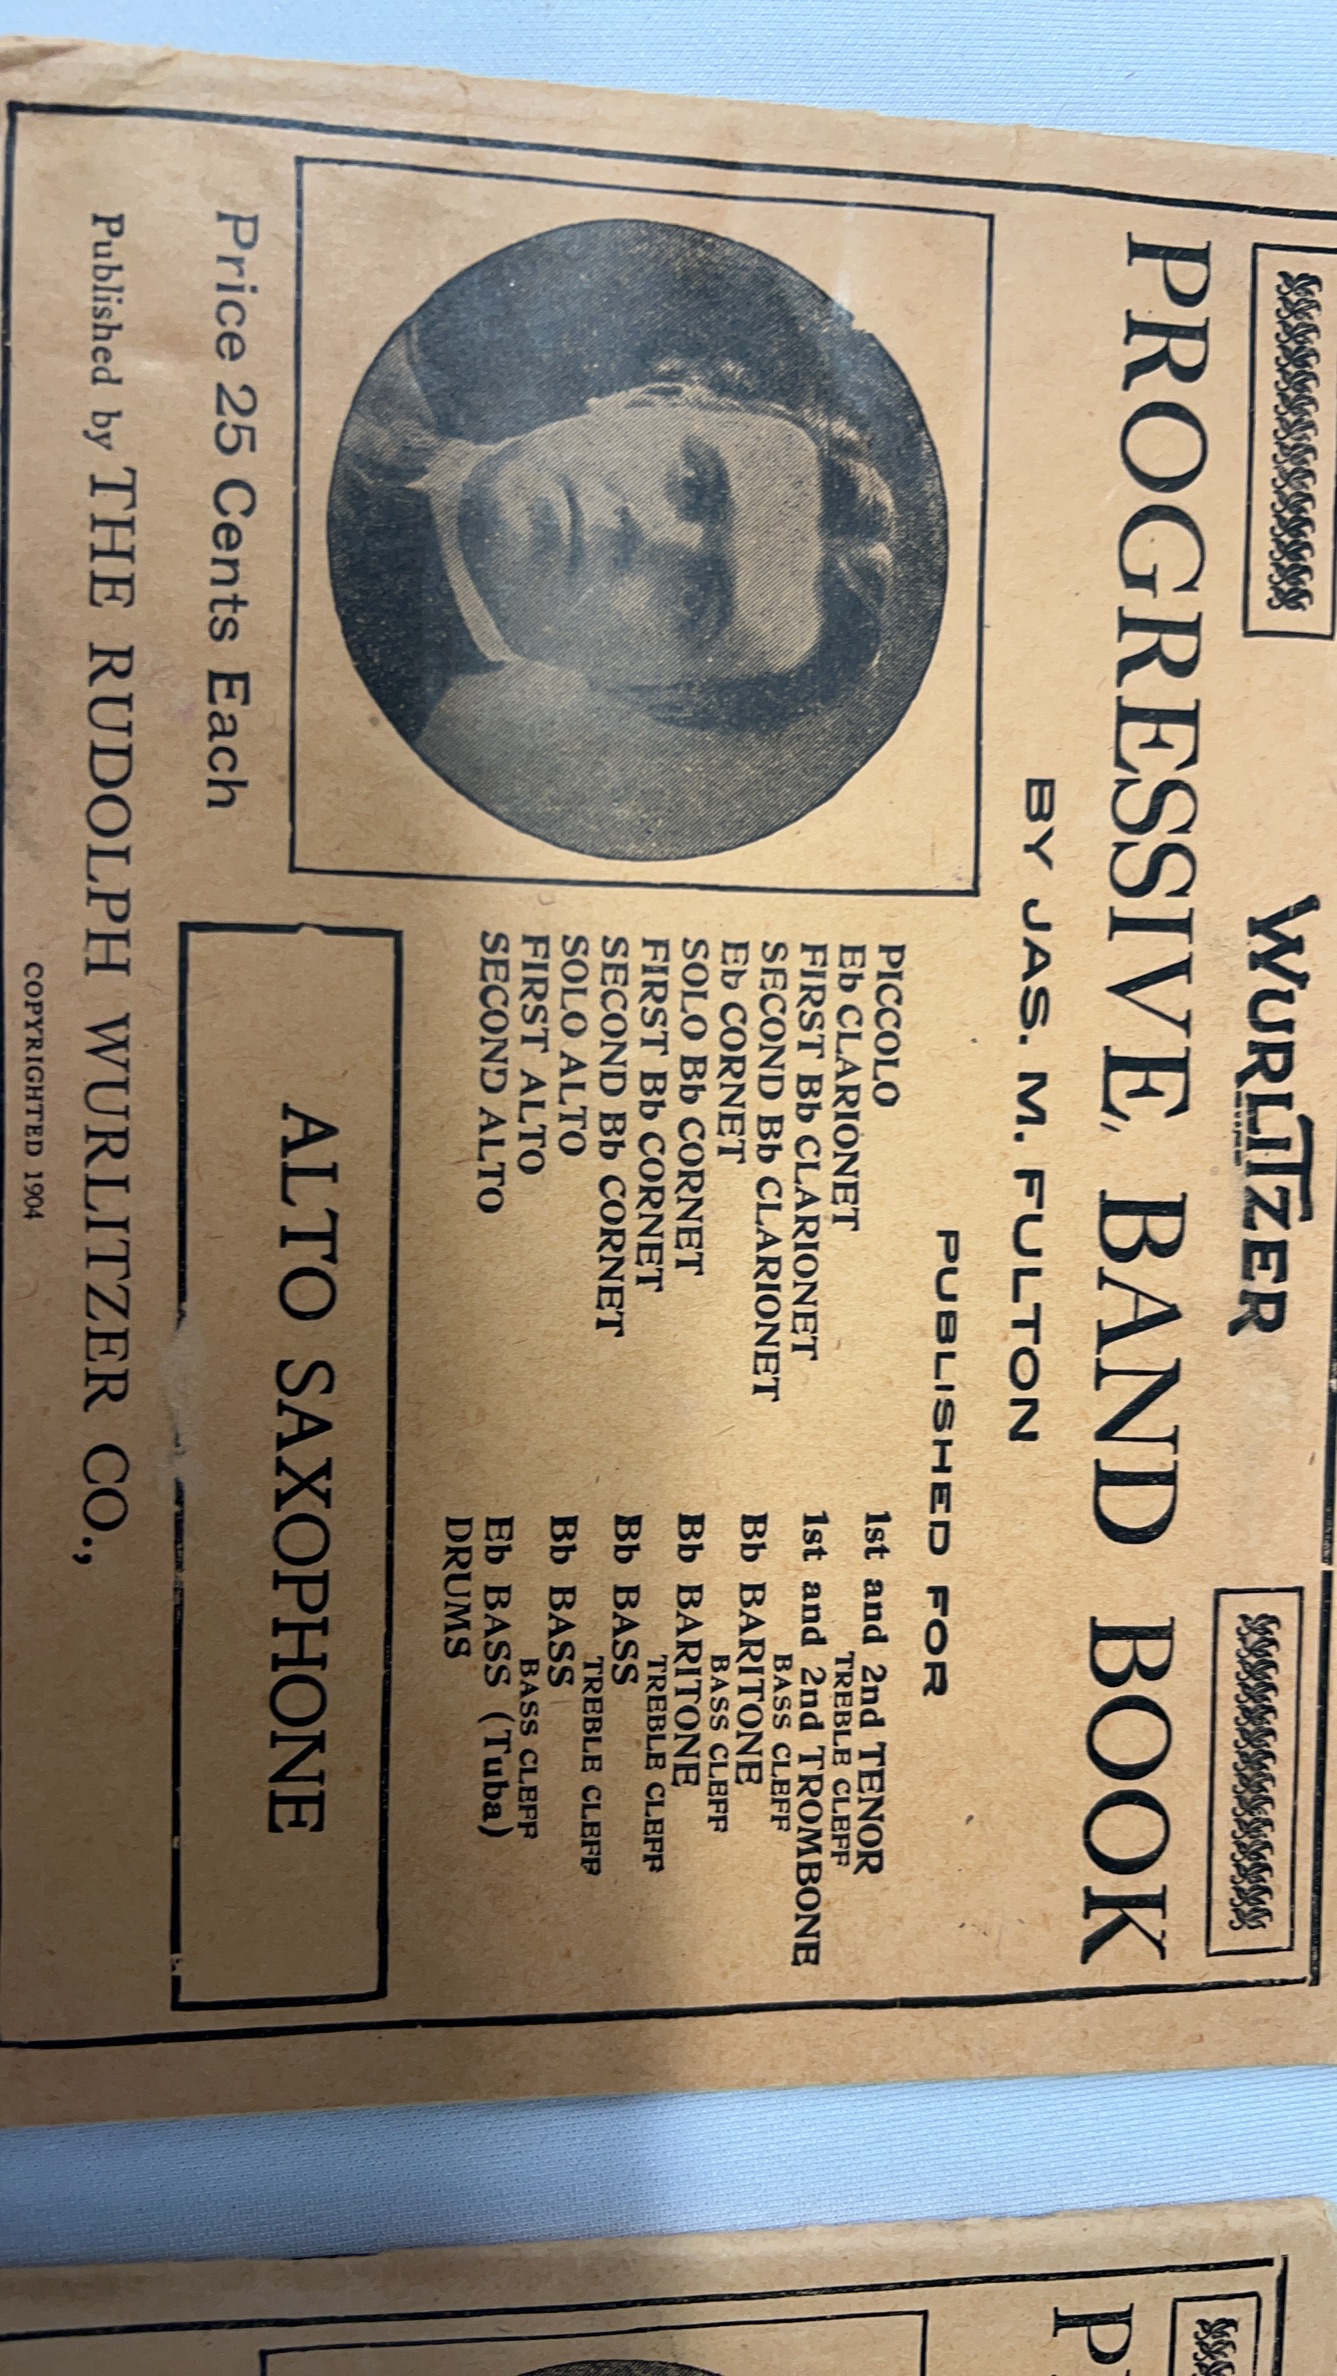 WURLITZER
PROGRESSIVE BAND BOOK
BY JAS. M. FULTON
PUBLISHED FOR
PICCOLO
Eb CLARIONET
FIRST Bb CLARIONET
SECOND Bb CLARIONET
Eb CORNET
SOLO Bb CORNET
FIRST Bb CORNET
SECOND Bb CORNET
SOLO ALTO
FIRST ALTO
SECOND ALTO
1st and 2nd TENOR
TREBLE CLEFF
1st and 2nd TROMBONE
BASS CLEFF
Bb BARITONE
BASS CLEFF
Bb BARITONE
TREBLE CLEFF
Bb BASS
TREBLE CLEFF
Bb BASS
BASS CLEFF
Eb BASS (Tuba)
DRUMS
Price 25 Cents Each
ALTO SAXOPHONE
Published by THE RUDOLPH WURLITZER CO.,
COPYRIGHTED 1904